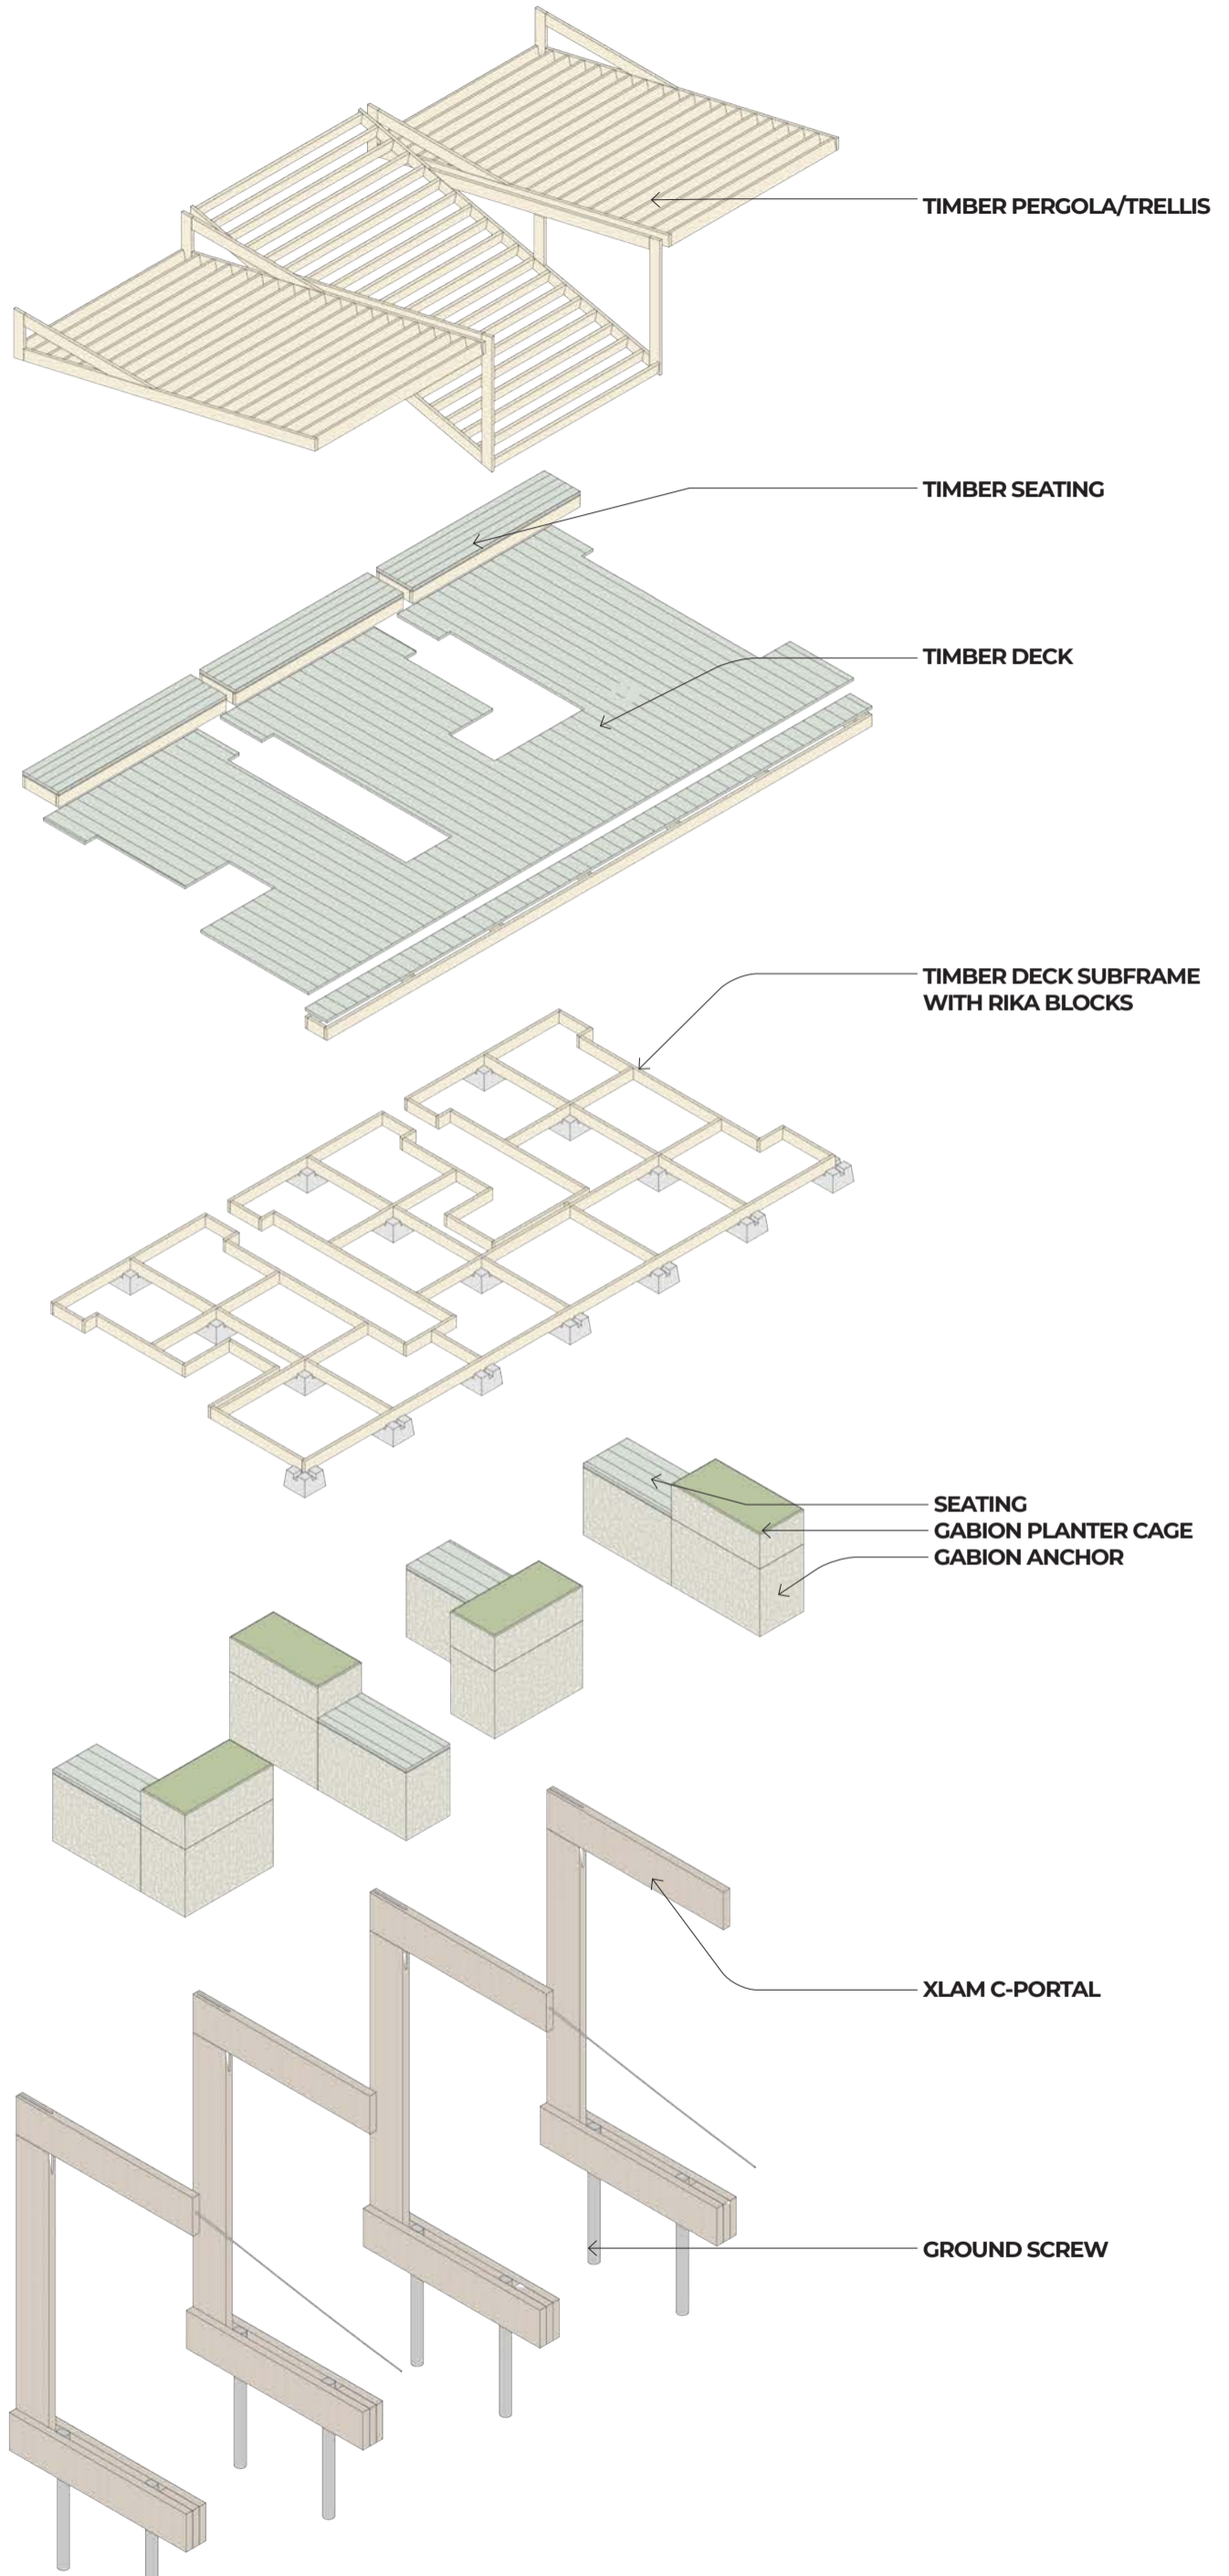 TIMBER PERGOLA/TRELLIS
TIMBER SEATING
TIMBER DECK
TIMBER DECK SUBFRAME
WITH RIKA BLOCKS
SEATING
GABION PLANTER CAGE
GABION ANCHOR
XLAM C-PORTAL
GROUND SCREW